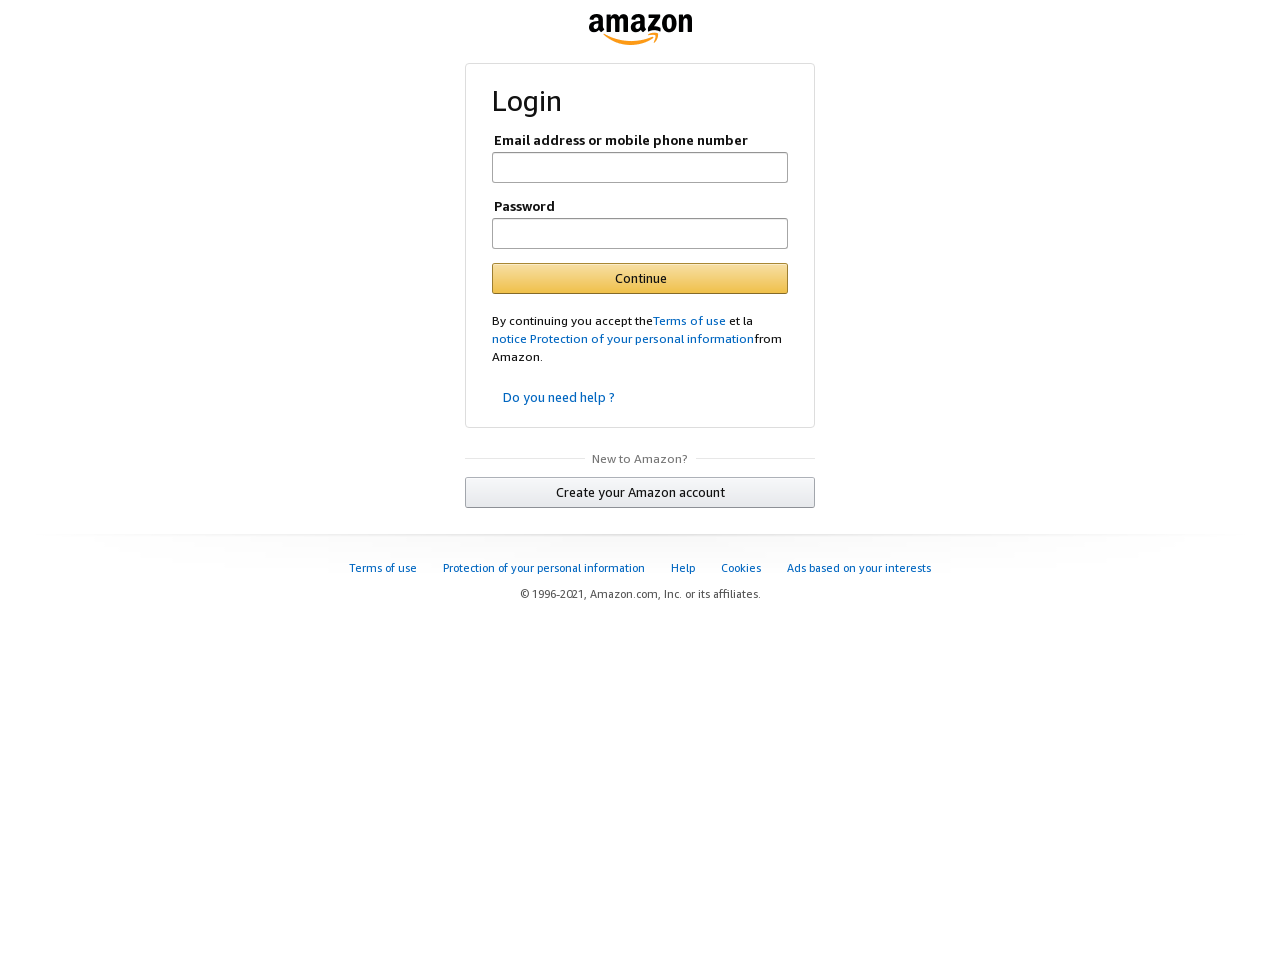 amazon
Login
Email address or mobile phone number
Password
Continue
By continuing you accept theTerms of use et la
notice Protection of your personal informationfrom
Amazon.
Do you need help ?
New to Amazon?
Create your Amazon account
Terms of use Protection of your personal information Help Cookies Ads based on your interests
© 1996-2021, Amazon.com, Inc. or its affiliates.